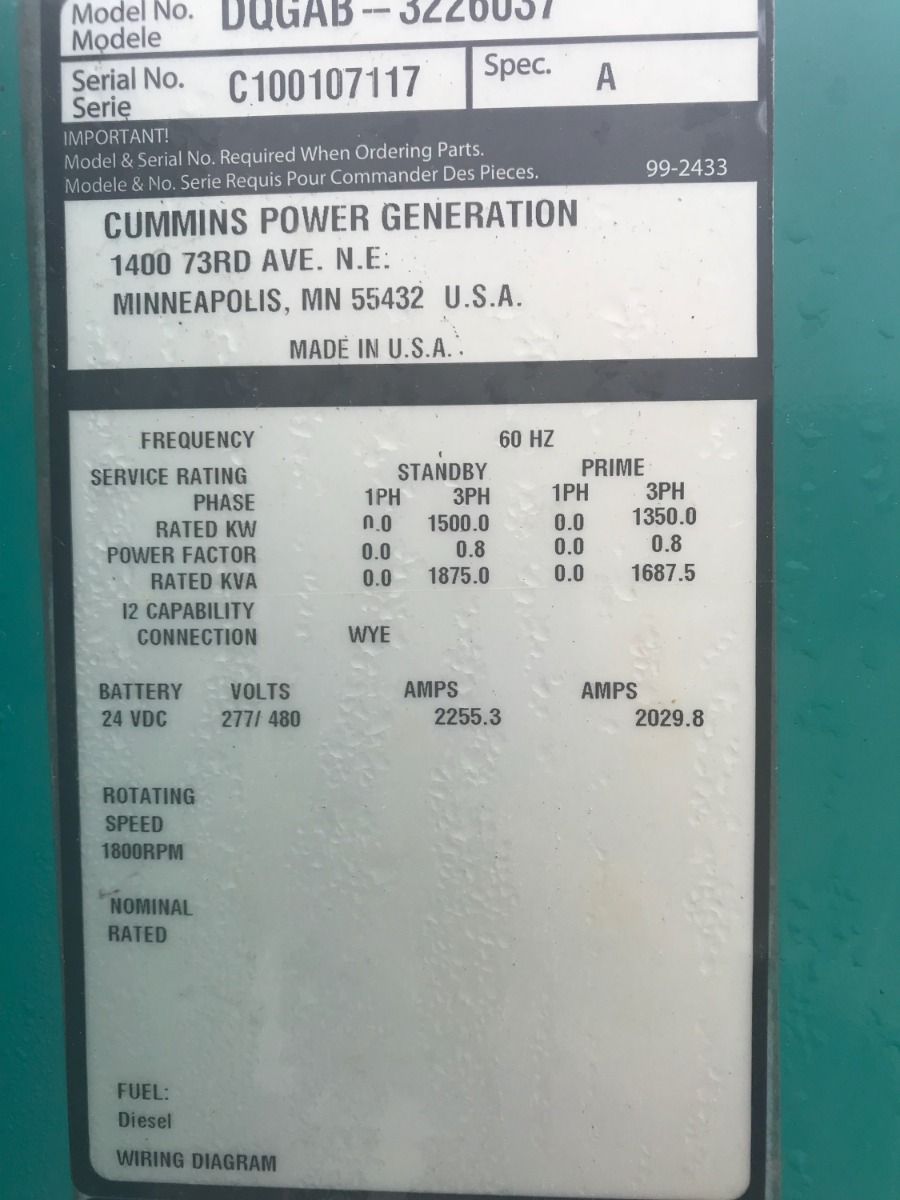 Model No. DQGAB – 3226037
Modele
Serial No. C100107117 Spec. A
Serie
IMPORTANT!
Model & Serial No. Required When Ordering Parts.
Modele & No. Serie Requis Pour Commander Des Pieces. 99-2433
CUMMINS POWER GENERATION
1400 73RD AVE. N.E.
MINNEAPOLIS, MN 55432 U.S.A.
MADE IN U.S.A.
FREQUENCY 60 HZ
SERVICE RATING STANDBY PRIME
PHASE 1PH 3PH 1PH 3PH
RATED KW 0.0 1500.0 0.0 1350.0
POWER FACTOR 0.0 0.8 0.0 0.8
RATED KVA 0.0 1875.0 0.0 1687.5
I2 CAPABILITY
CONNECTION WYE
BATTERY VOLTS AMPS AMPS
24 VDC 277/ 480 2255.3 2029.8
ROTATING
SPEED
1800RPM
NOMINAL
RATED
FUEL:
Diesel
WIRING DIAGRAM